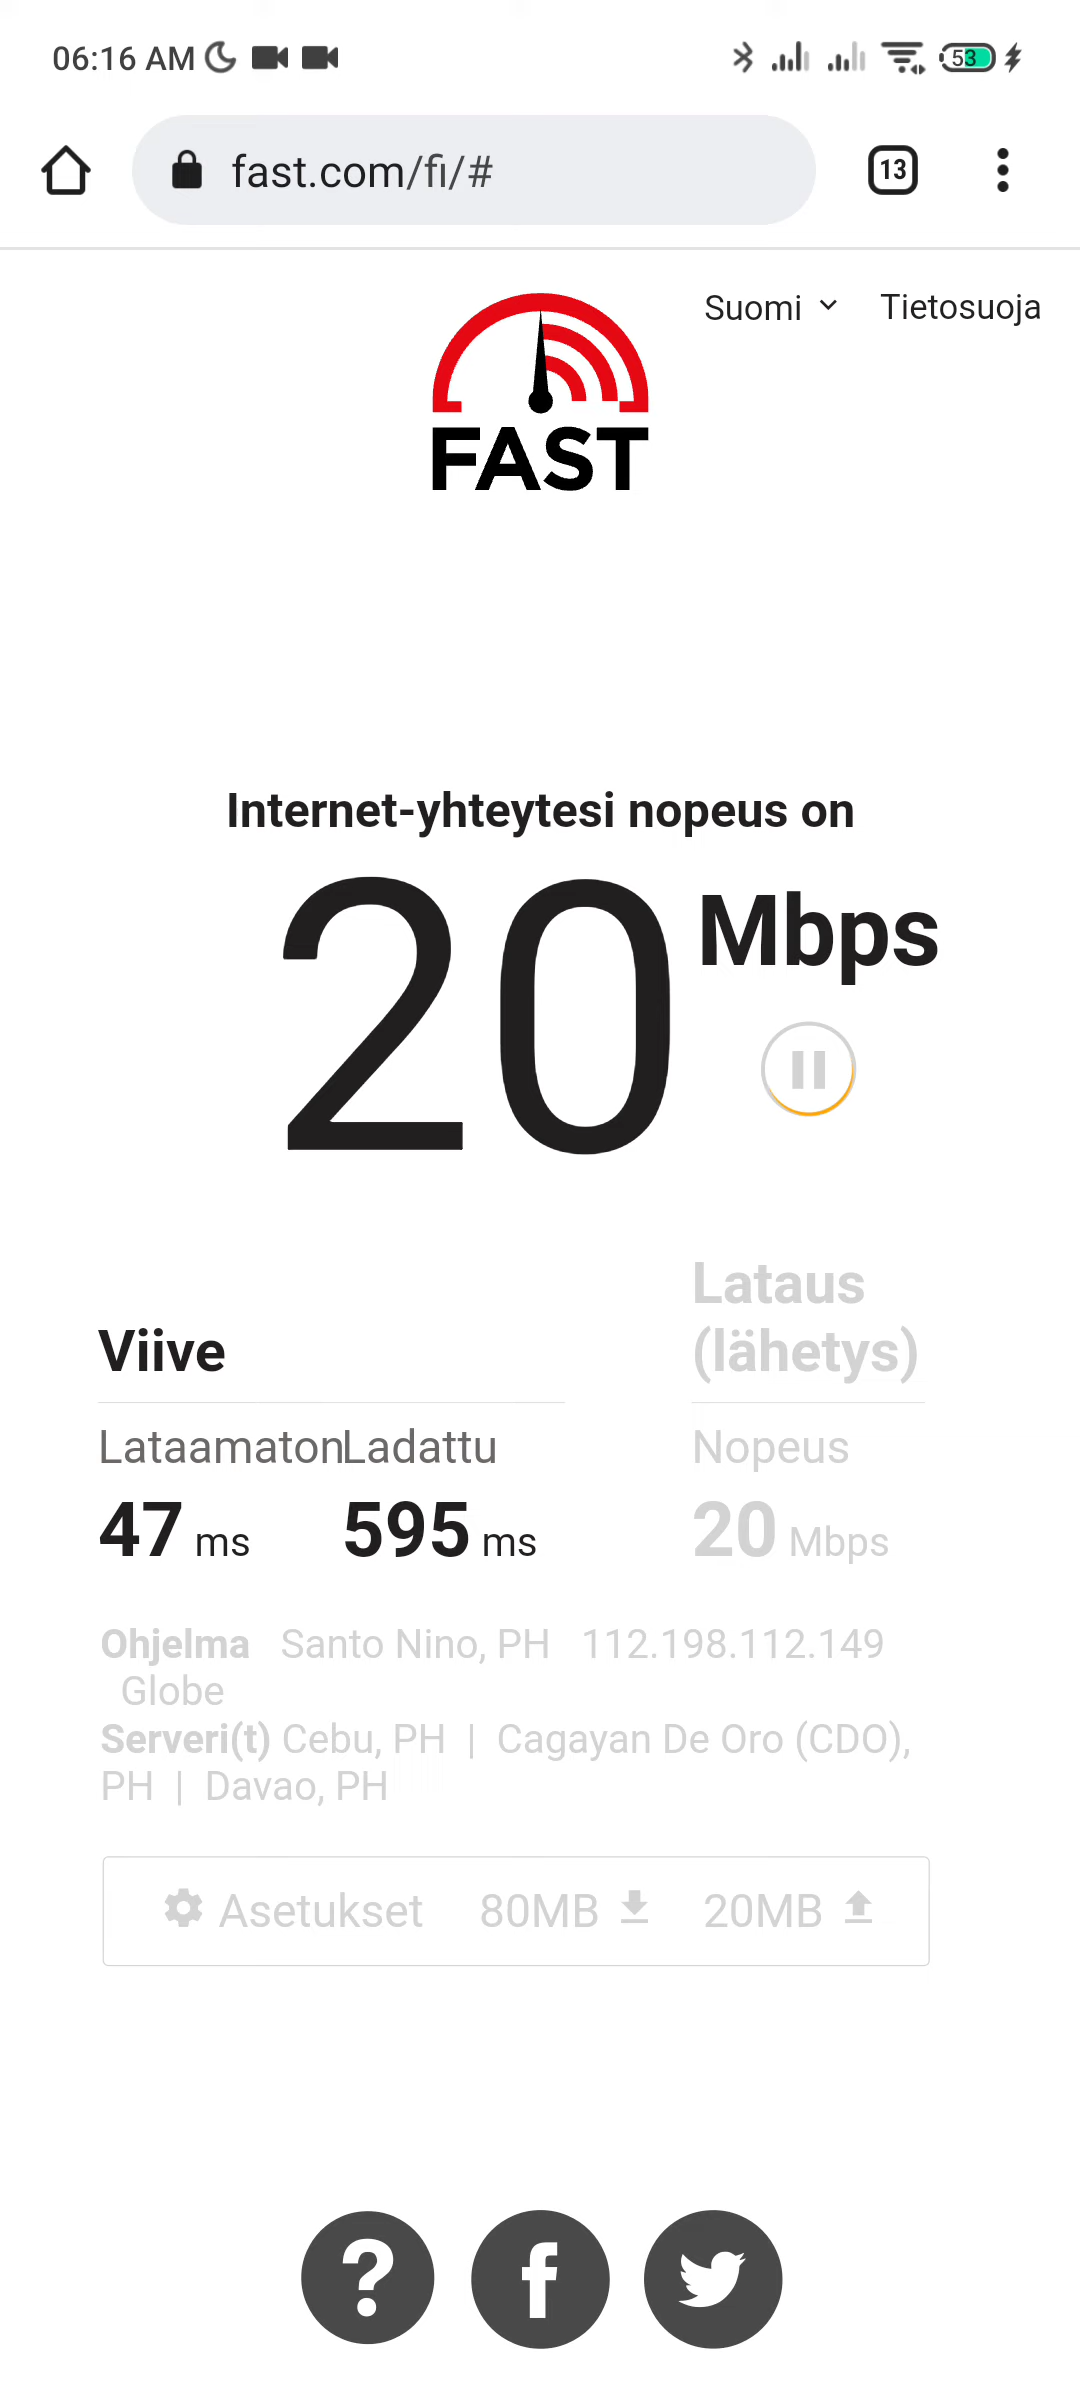 06:16 AM
53
fast.com/fi/#
13
Suomi
Tietosuoja
FAST
Internet-yhteytesi nopeus on
20 Mbps
Lataus
(lähetys)
Viive
Lataamaton Ladattu
Nopeus
47 ms 595 ms
20 Mbps
Ohjelma Santo Nino, PH 112.198.112.149
Globe
Serveri(t) Cebu, PH | Cagayan De Oro (CDO),
PH | Davao, PH
Asetukset 80MB 20MB